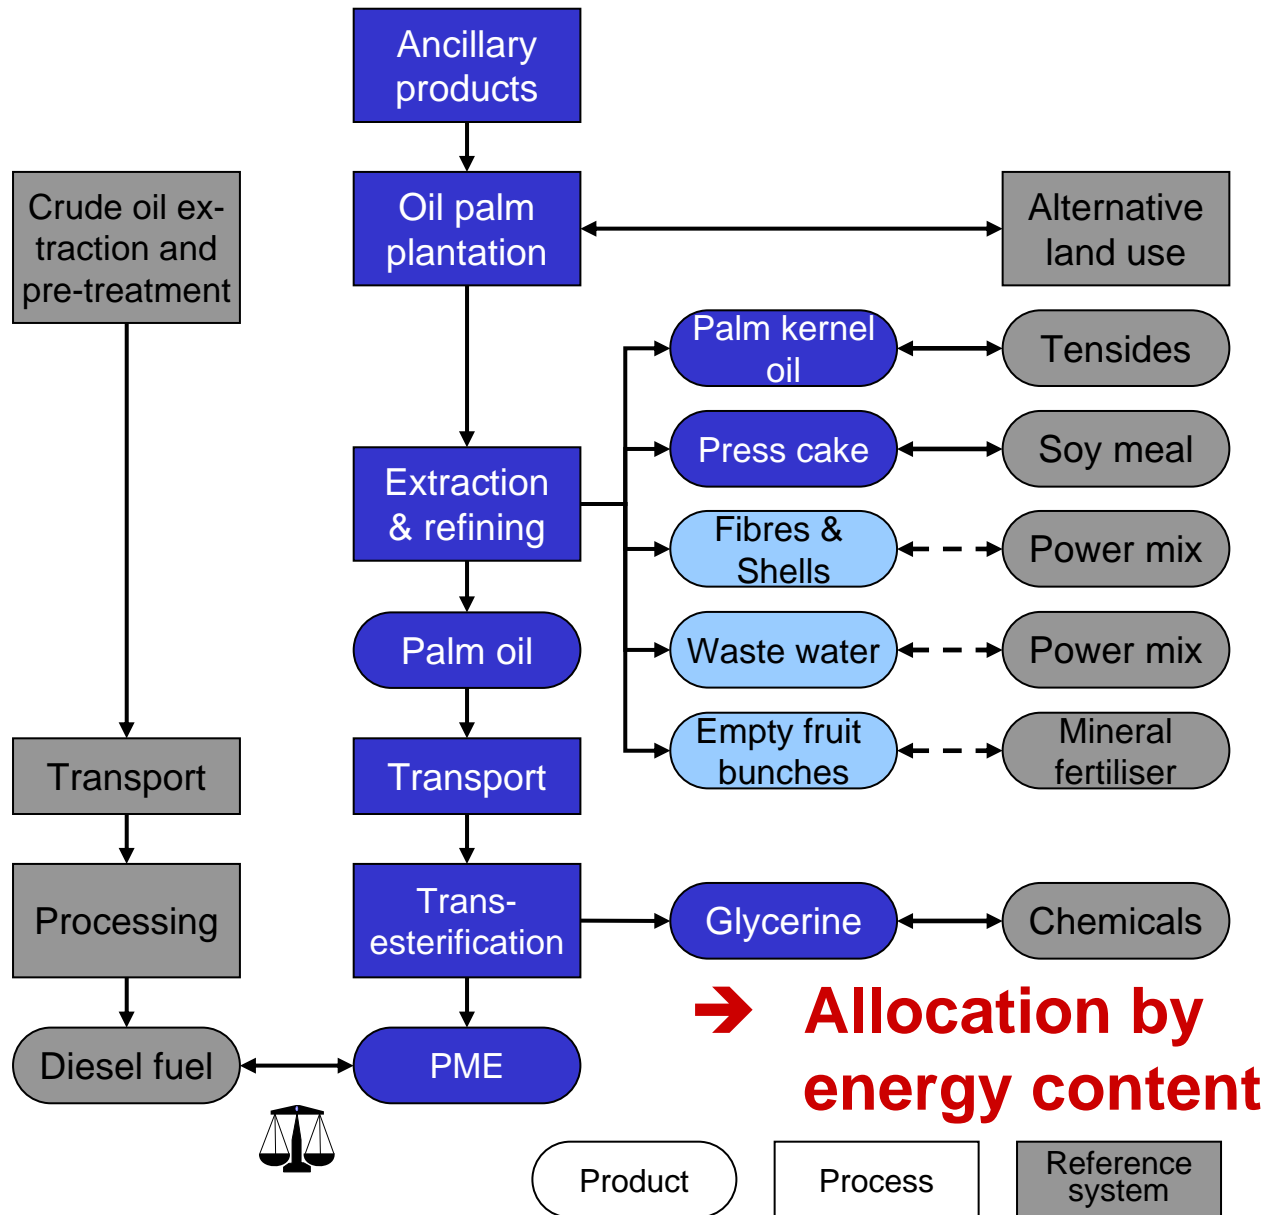 Ancillary
products
Crude oil ex-
traction and
pre-treatment
Oil palm
plantation
Alternative
land use
Palm kernel
oil
Tensides
Press cake
Soy meal
Extraction
& refining
Fibres &
Shells
Power mix
Palm oil
Waste water
Power mix
Empty fruit
bunches
Mineral
fertiliser
Transport
Transport
Processing
Trans-
esterification
Glycerine
Chemicals
Allocation by
energy content
Diesel fuel
PME
Product
Process
Reference
system